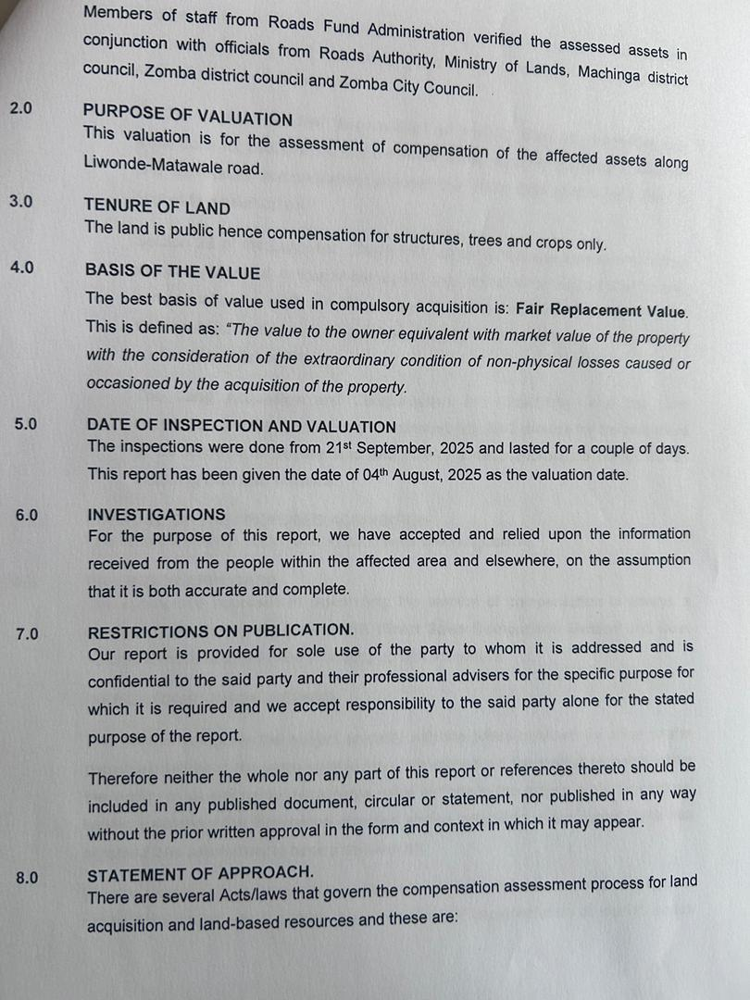 Members of staff from Roads Fund Administration verified the assessed assets in
conjunction with officials from Roads Authority, Ministry of Lands, Machinga district
council, Zomba district council and Zomba City Council.
2.0 PURPOSE OF VALUATION
This valuation is for the assessment of compensation of the affected assets along
Liwonde-Matawale road.
3.0 TENURE OF LAND
The land is public hence compensation for structures, trees and crops only.
4.0 BASIS OF THE VALUE
The best basis of value used in compulsory acquisition is: Fair Replacement Value.
This is defined as: “The value to the owner equivalent with market value of the property
with the consideration of the extraordinary condition of non-physical losses caused or
occasioned by the acquisition of the property.
5.0 DATE OF INSPECTION AND VALUATION
The inspections were done from 21st September, 2025 and lasted for a couple of days.
This report has been given the date of 04th August, 2025 as the valuation date.
6.0 INVESTIGATIONS
For the purpose of this report, we have accepted and relied upon the information
received from the people within the affected area and elsewhere, on the assumption
that it is both accurate and complete.
7.0 RESTRICTIONS ON PUBLICATION.
Our report is provided for sole use of the party to whom it is addressed and is
confidential to the said party and their professional advisers for the specific purpose for
which it is required and we accept responsibility to the said party alone for the stated
purpose of the report.
Therefore neither the whole nor any part of this report or references thereto should be
included in any published document, circular or statement, nor published in any way
without the prior written approval in the form and context in which it may appear.
8.0 STATEMENT OF APPROACH.
There are several Acts/laws that govern the compensation assessment process for land
acquisition and land-based resources and these are: